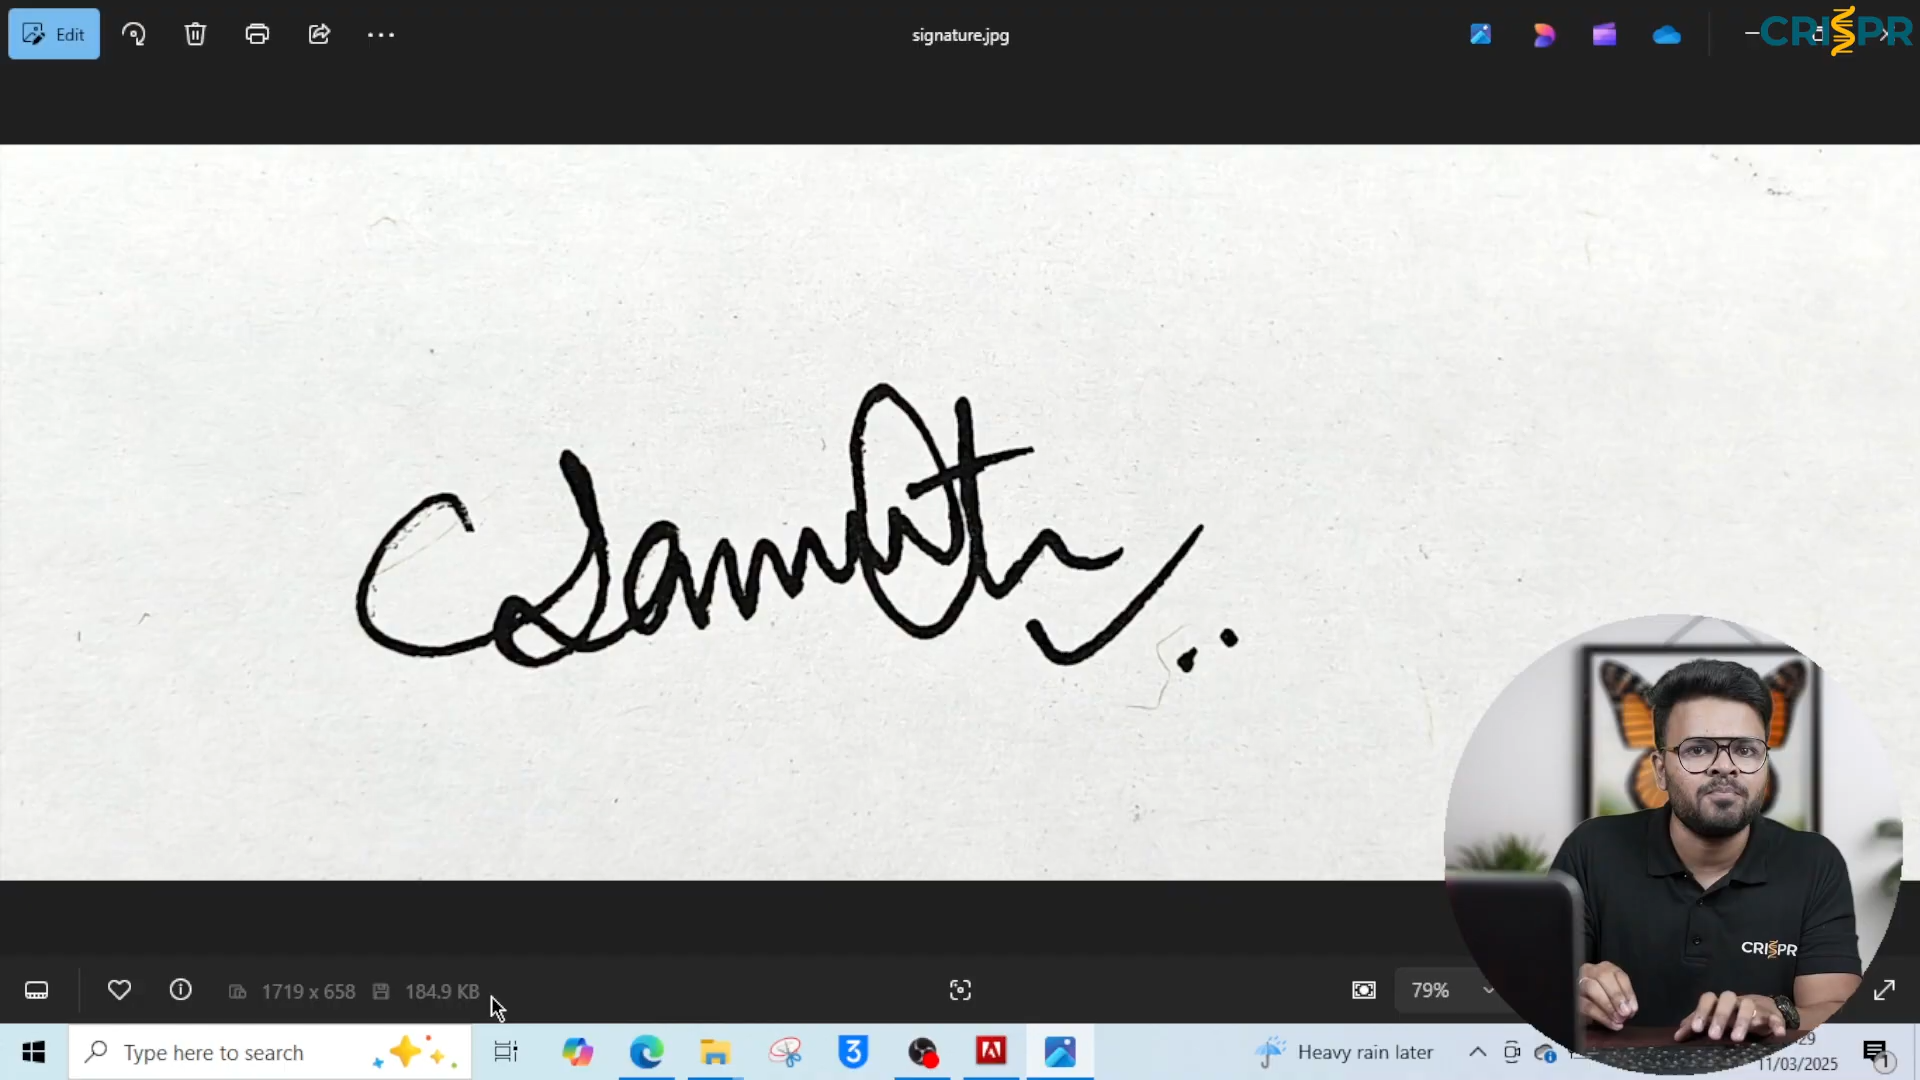 Edit
signature.jpg
CRISPR
CRISPR
1719 x 658
184.9 KB
79%
Type here to search
Heavy rain later
11/03/2025
1